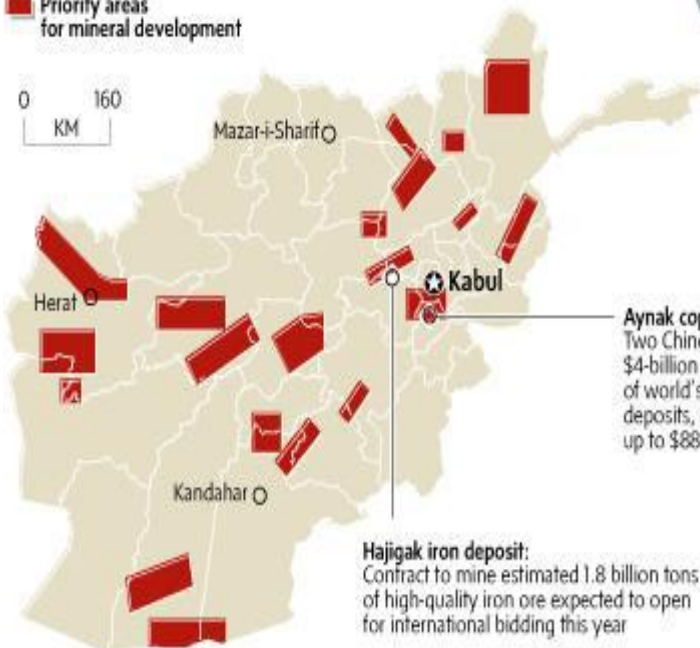 Priority areas
for mineral development
0 160
KM
Mazar-i-Sharif
Herat
Kabul
Kandahar
Aynak cop
Two Chine
$4-billion
of world's
deposits,
up to $88
Hajigak iron deposit:
Contract to mine estimated 1.8 billion tons
of high-quality iron ore expected to open
for international bidding this year